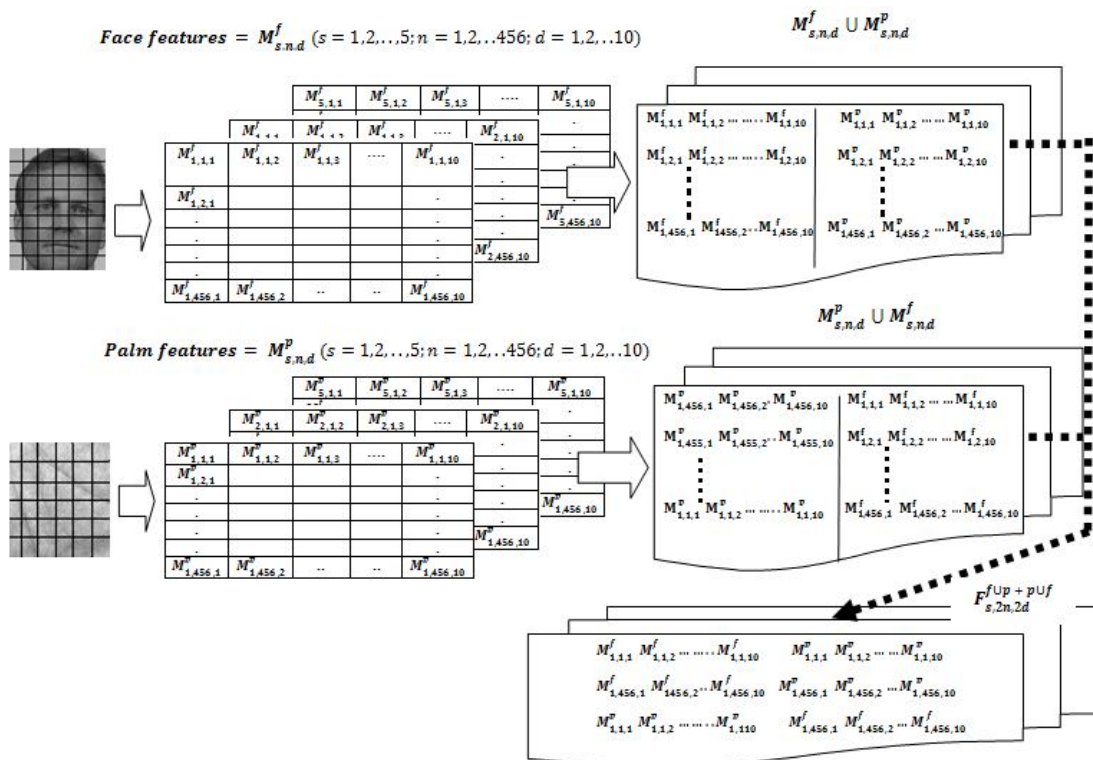 Face features = M^f_{s,n,d} (s = 1,2,..,5; n = 1,2,..456; d = 1,2,..10)
M^f_{s,n,d} ∪ M^p_{s,n,d}
M^f_{5,1,1} M^f_{5,1,2} M^f_{5,1,3} .... M^f_{5,1,10}
M^f_{2,1,10}
M^f_{1,1,1} M^f_{1,1,2} M^f_{1,1,3} .... M^f_{1,1,10}
M^f_{1,2,1}
M^f_{5,456,10}
M^f_{2,456,10}
M^f_{1,456,1} M^f_{1,456,2} .. .. M^f_{1,456,10}
M^f_{1,1,1} M^f_{1,1,2} ... ... .. M^f_{1,1,10} M^p_{1,1,1} M^p_{1,1,2} ... ... M^p_{1,1,10}
M^f_{1,2,1} M^f_{1,2,2} ... ... .. M^f_{1,2,10} M^p_{1,2,1} M^p_{1,2,2} ... ... M^p_{1,2,10}
M^f_{1,456,1} M^f_{1456,2} .. M^f_{1,456,10} M^p_{1,456,1} M^p_{1,456,2} ... M^p_{1,456,10}
Palm features = M^p_{s,n,d} (s = 1,2,..,5; n = 1,2,..456; d = 1,2,..10)
M^p_{s,n,d} ∪ M^f_{s,n,d}
M^p_{5,1,1} M^p_{5,1,2} M^p_{5,1,3} .... M^p_{5,1,10}
M^p_{2,1,1} M^p_{2,1,2} M^p_{2,1,3} .... M^p_{2,1,10}
M^p_{1,1,1} M^p_{1,1,2} M^p_{1,1,3} .... M^p_{1,1,10}
M^p_{1,2,1}
M^p_{1,456,10}
M^p_{1,456,10}
M^p_{1,456,1} M^p_{1,456,2} .. .. M^p_{1,456,10}
M^p_{1,456,1} M^p_{1,456,2} .. M^p_{1,456,10} M^f_{1,1,1} M^f_{1,1,2} ... ... M^f_{1,1,10}
M^p_{1,455,1} M^p_{1,455,2} .. M^p_{1,455,10} M^f_{1,2,1} M^f_{1,2,2} ... ... M^f_{1,2,10}
M^p_{1,1,1} M^p_{1,1,2} ... ... .. M^p_{1,1,10} M^f_{1,456,1} M^f_{1,456,2} ... M^f_{1,456,10}
F^{f∪p + p∪f}_{s,2n,2d}
M^f_{1,1,1} M^f_{1,1,2} ... ... .. M^f_{1,1,10} M^p_{1,1,1} M^p_{1,1,2} ... ... M^p_{1,1,10}
M^f_{1,456,1} M^f_{1456,2} .. M^f_{1,456,10} M^p_{1,456,1} M^p_{1,456,2} ... M^p_{1,456,10}
M^p_{1,1,1} M^p_{1,1,2} ... ... .. M^p_{1,110} M^f_{1,456,1} M^f_{1,456,2} ... M^f_{1,456,10}